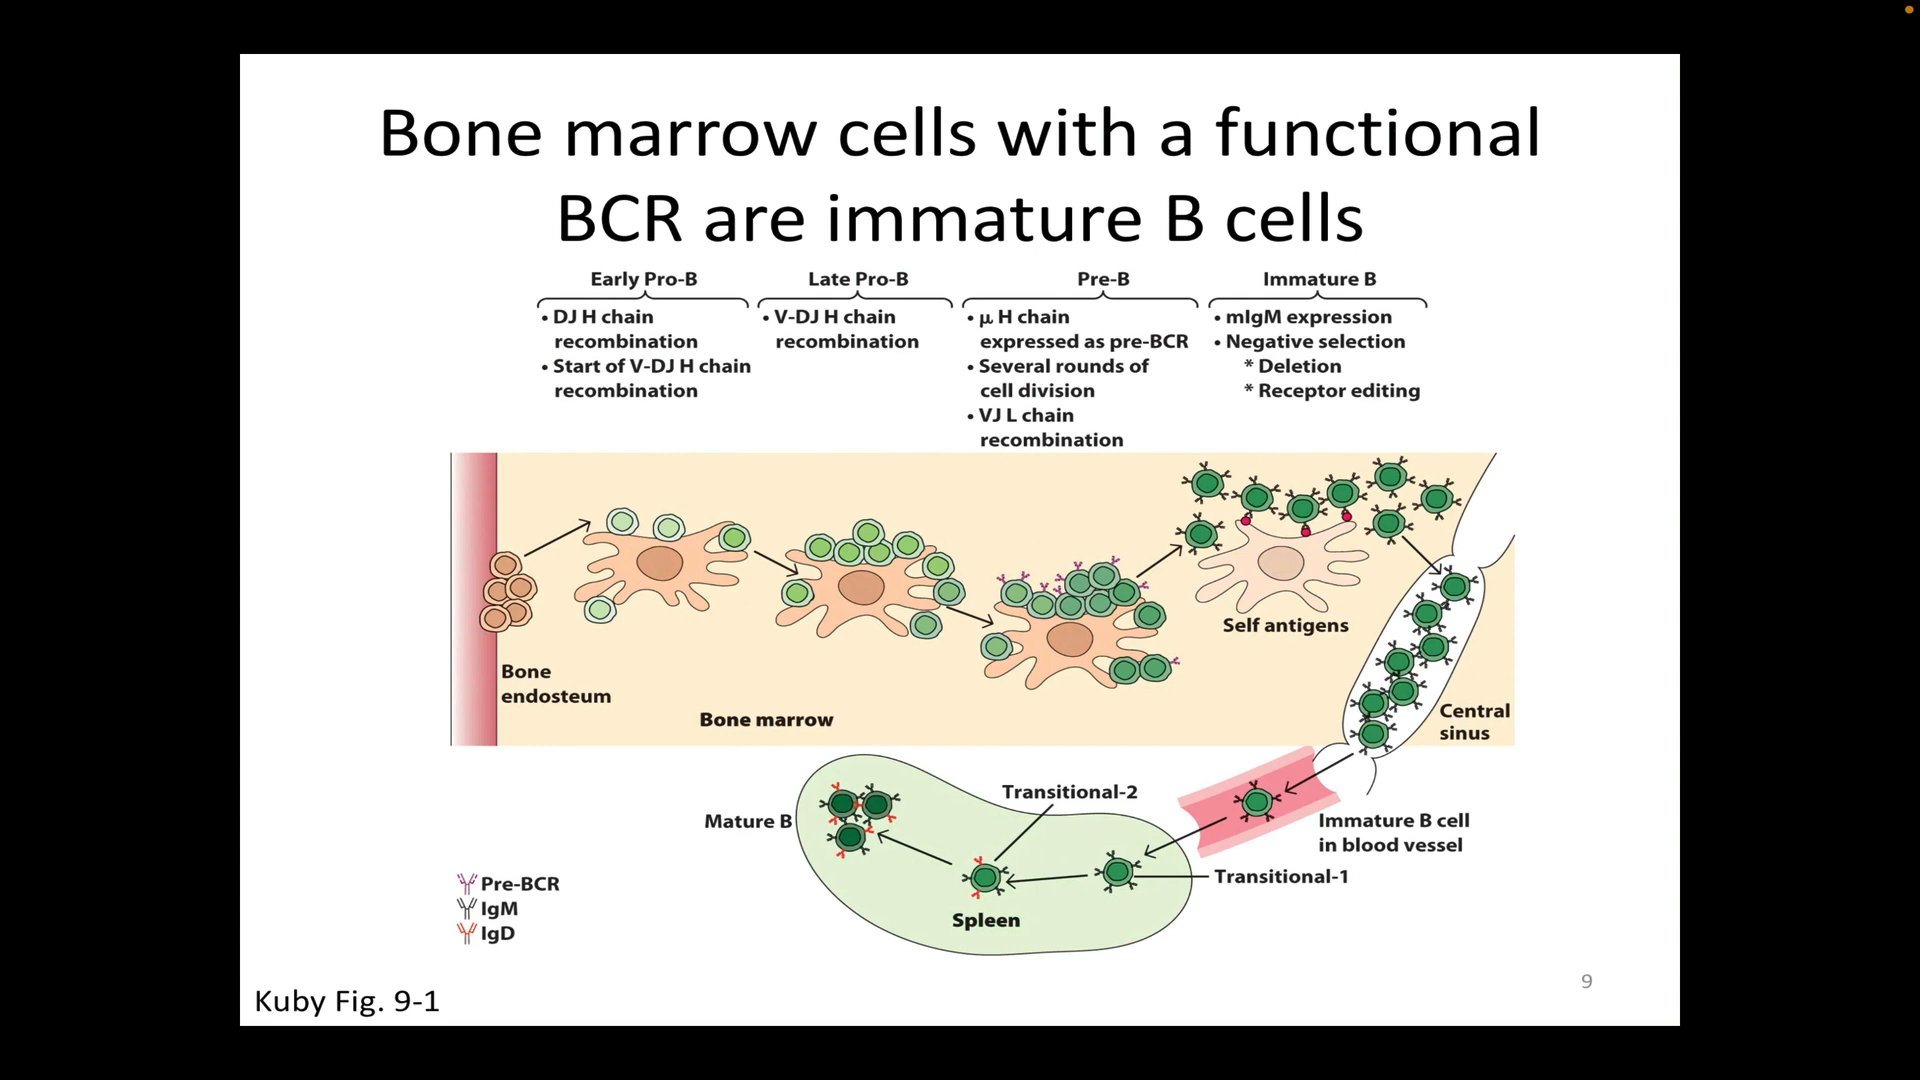 Bone marrow cells with a functional
BCR are immature B cells
Early Pro-B
• DJ H chain
recombination
• Start of V-DJ H chain
recombination
Late Pro-B
• V-DJ H chain
recombination
Pre-B
• μ H chain
expressed as pre-BCR
• Several rounds of
cell division
• VJ L chain
recombination
Immature B
• mIgM expression
• Negative selection
* Deletion
* Receptor editing
Self antigens
Bone
endosteum
Bone marrow
Central
sinus
Transitional-2
Mature B
Immature B cell
in blood vessel
Transitional-1
Spleen
Pre-BCR
IgM
IgD
9
Kuby Fig. 9-1